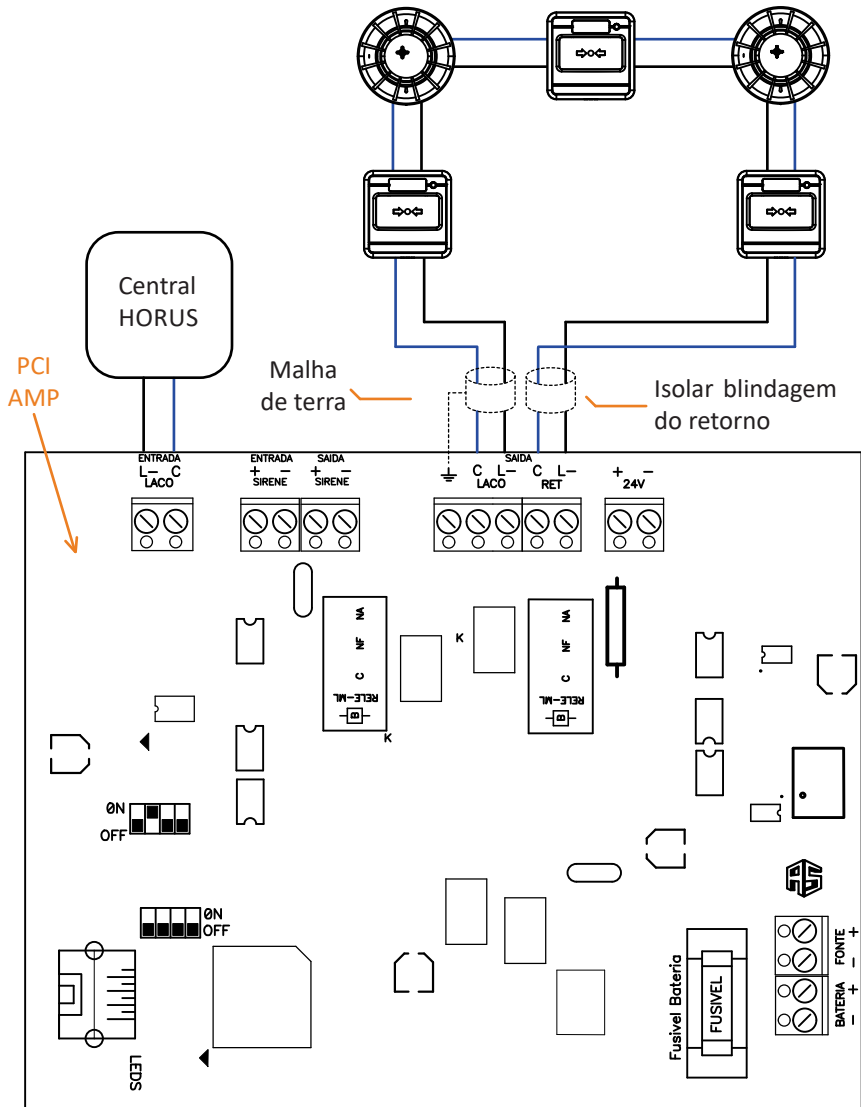 Central
HORUS
PCI
AMP
Malha
de terra
Isolar blindagem
do retorno
ENTRADA
L- C
LACO
ENTRADA
+ -
SIRENE
SAIDA
+ -
SIRENE
SAIDA
C L-
LACO
C L-
RET
+ -
24V
NA
NF
C
RELE-ML
B
K
K
NA
NF
C
RELE-ML
B
ON
OFF
ON
OFF
LEDS
Fusivel Bateria
FUSIVEL
AS
FONTE
+
-
BATERIA
+
-